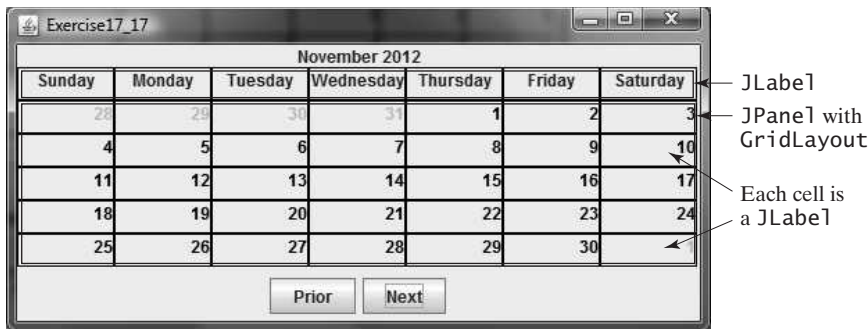 Exercise17_17
November 2012
Sunday Monday Tuesday Wednesday Thursday Friday Saturday
28 29 30 31 1 2 3
4 5 6 7 8 9 10
11 12 13 14 15 16 17
18 19 20 21 22 23 24
25 26 27 28 29 30 1
Prior Next
JLabel
JPanel with
GridLayout
Each cell is
a JLabel